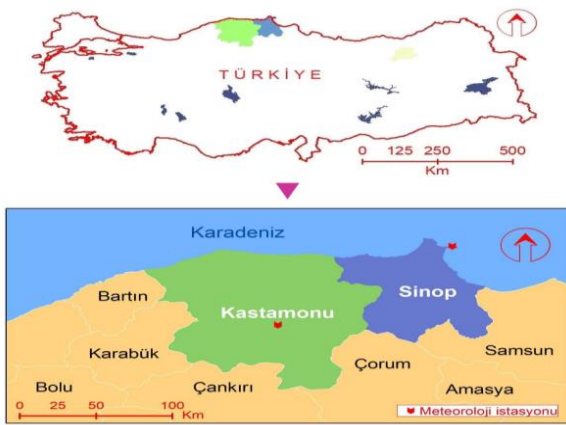 TÜRKİYE
0 125 250 500
Km
Karadeniz
Bartın
Kastamonu
Sinop
Karabük
Samsun
Çorum
Bolu
Çankırı
Amasya
0 25 50 100
Km
Meteoroloji istasyonu